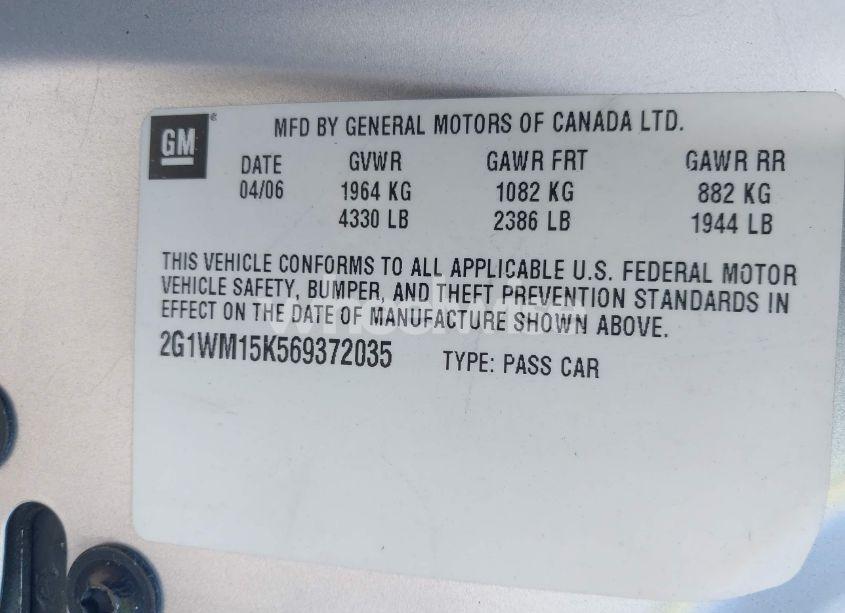 GM
MFD BY GENERAL MOTORS OF CANADA LTD.
DATE GVWR GAWR FRT GAWR RR
04/06 1964 KG 1082 KG 882 KG
4330 LB 2386 LB 1944 LB
THIS VEHICLE CONFORMS TO ALL APPLICABLE U.S. FEDERAL MOTOR
VEHICLE SAFETY, BUMPER, AND THEFT PREVENTION STANDARDS IN
EFFECT ON THE DATE OF MANUFACTURE SHOWN ABOVE.
2G1WM15K569372035 TYPE: PASS CAR